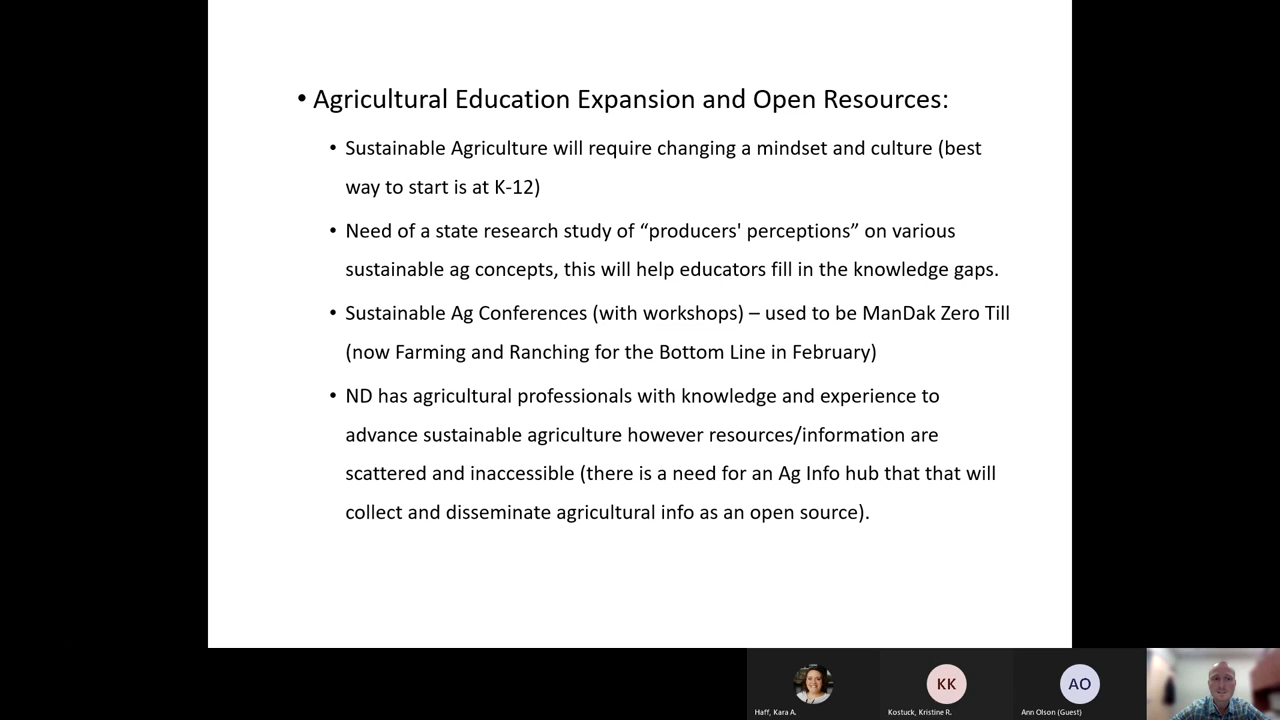 • Agricultural Education Expansion and Open Resources:
• Sustainable Agriculture will require changing a mindset and culture (best
way to start is at K-12)
• Need of a state research study of “producers' perceptions” on various
sustainable ag concepts, this will help educators fill in the knowledge gaps.
• Sustainable Ag Conferences (with workshops) – used to be ManDak Zero Till
(now Farming and Ranching for the Bottom Line in February)
• ND has agricultural professionals with knowledge and experience to
advance sustainable agriculture however resources/information are
scattered and inaccessible (there is a need for an Ag Info hub that that will
collect and disseminate agricultural info as an open source).
KK
AO
Haff, Kara A.
Kostuck, Kristine R.
Ann Olson (Guest)